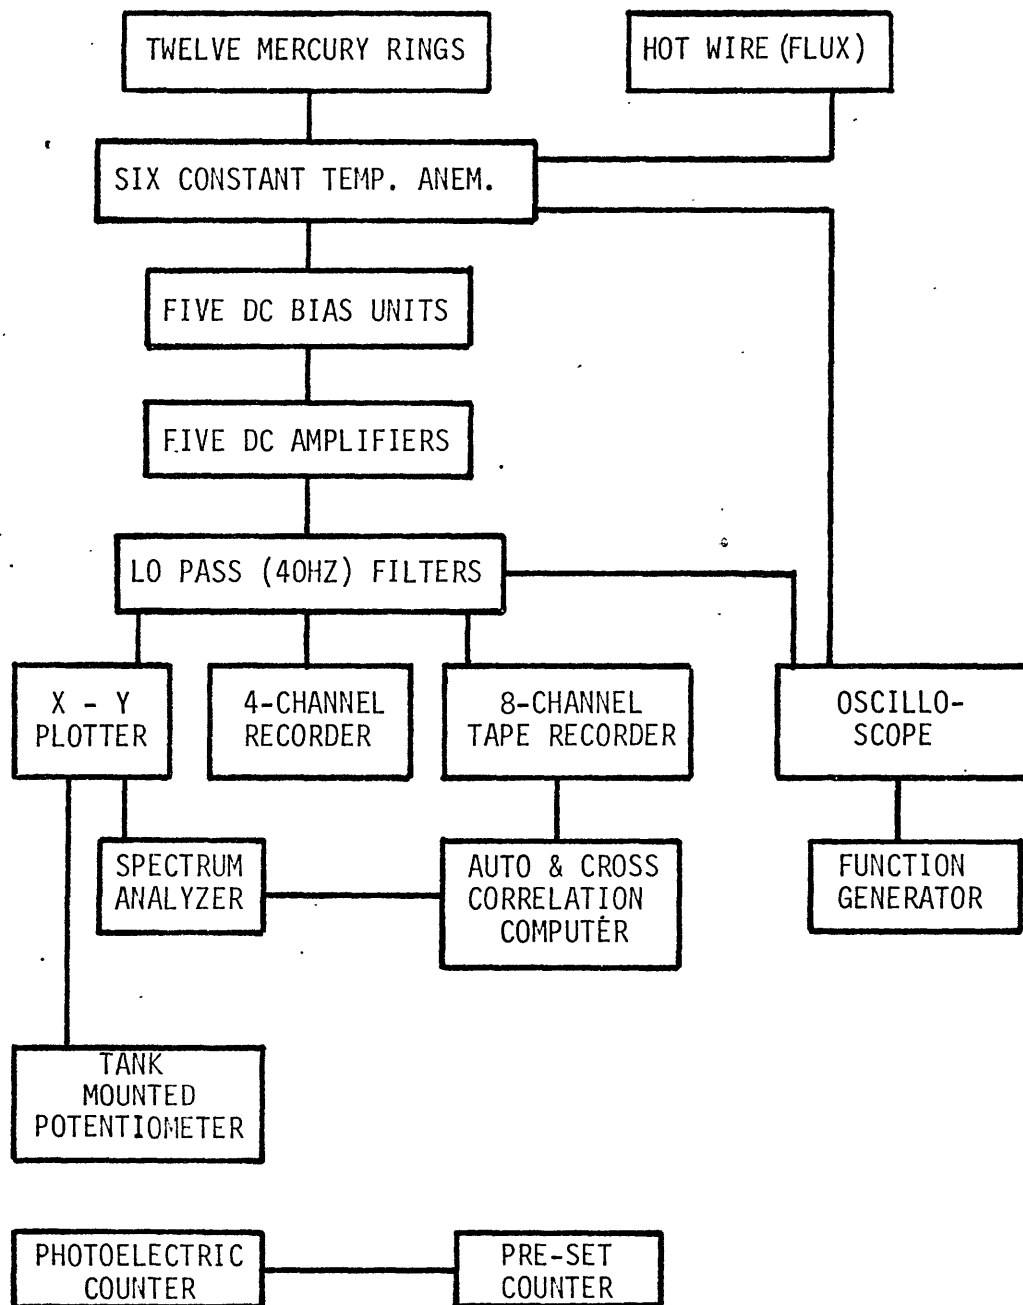 TWELVE MERCURY RINGS
HOT WIRE (FLUX)
SIX CONSTANT TEMP. ANEM.
FIVE DC BIAS UNITS
FIVE DC AMPLIFIERS
LO PASS (40HZ) FILTERS
X - Y
PLOTTER
4-CHANNEL
RECORDER
8-CHANNEL
TAPE RECORDER
OSCILLO-
SCOPE
SPECTRUM
ANALYZER
AUTO & CROSS
CORRELATION
COMPUTER
FUNCTION
GENERATOR
TANK
MOUNTED
POTENTIOMETER
PHOTOELECTRIC
COUNTER
PRE-SET
COUNTER